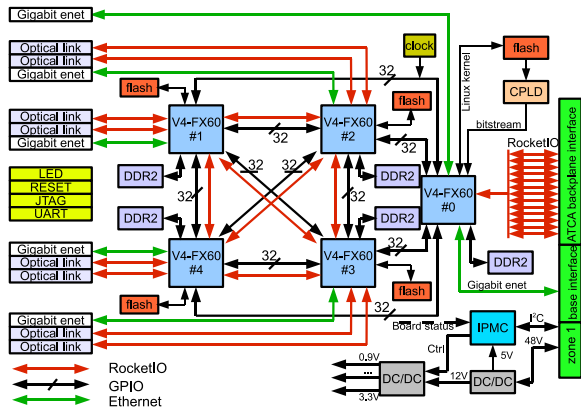 Gigabit enet
Optical link
Optical link
Gigabit enet
clock
flash
CPLD
Linux kernel
bitstream
flash
flash
32
32
Optical link
Optical link
Gigabit enet
V4-FX60
#1
V4-FX60
#2
32
32
RocketIO
ATCA backplane interface
LED
RESET
JTAG
UART
DDR2
DDR2
32
32
V4-FX60
#0
32
32
DDR2
DDR2
DDR2
Gigabit enet
Optical link
Optical link
V4-FX60
#4
V4-FX60
#3
32
32
flash
flash
32
Gigabit enet
base interface
Gigabit enet
Optical link
Optical link
Board status
IPMC
I²C
Ctrl
5V
48V
zone 1
0.9V
...
3.3V
DC/DC
12V
DC/DC
RocketIO
GPIO
Ethernet